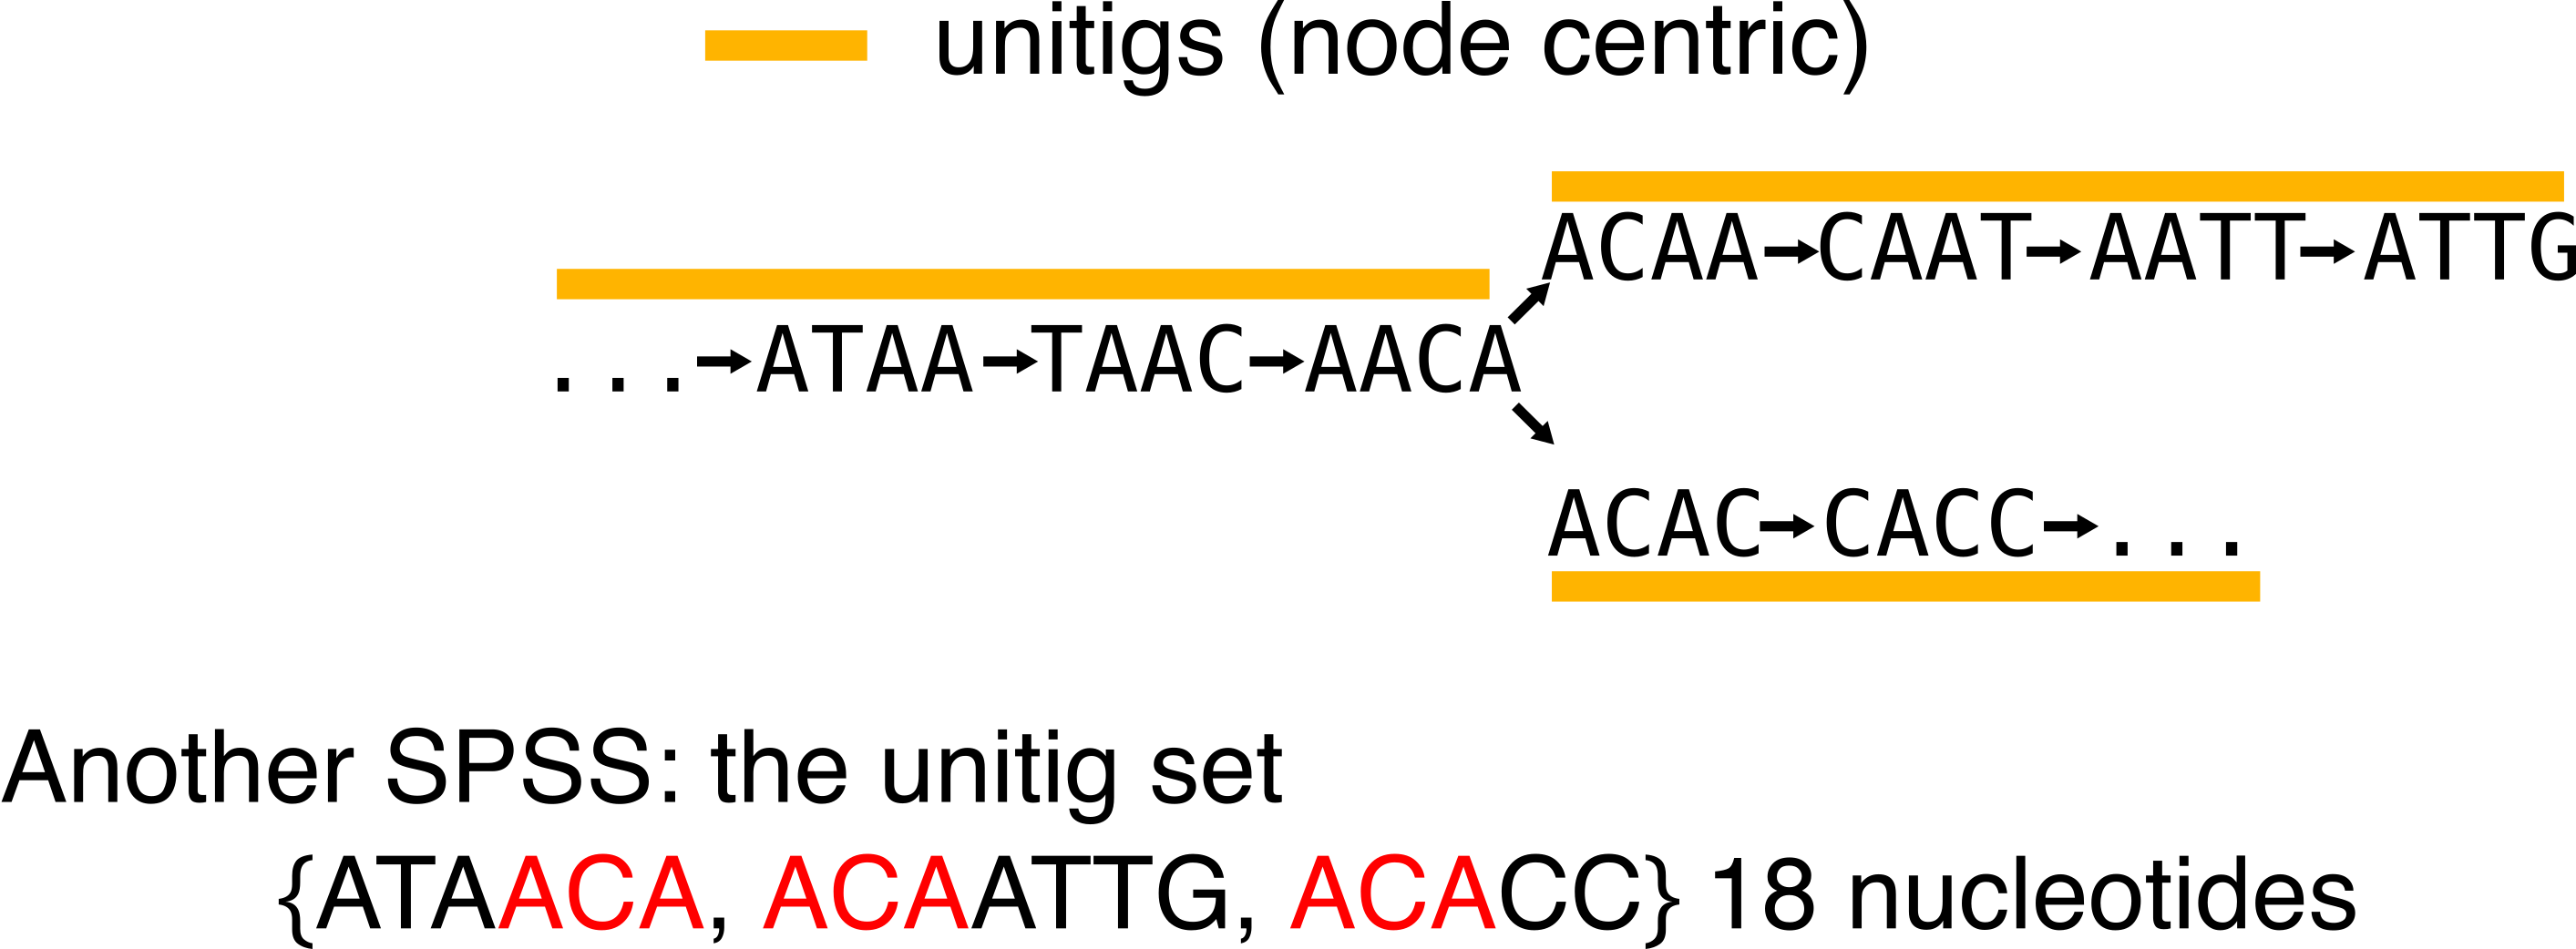 unitigs (node centric)
ACAA→CAAT→AATT→ATTG
...→ATAA→TAAC→AACA
ACAC→CACC→...
Another SPSS: the unitig set
{ATAACA, ACAATTG, ACACC} 18 nucleotides